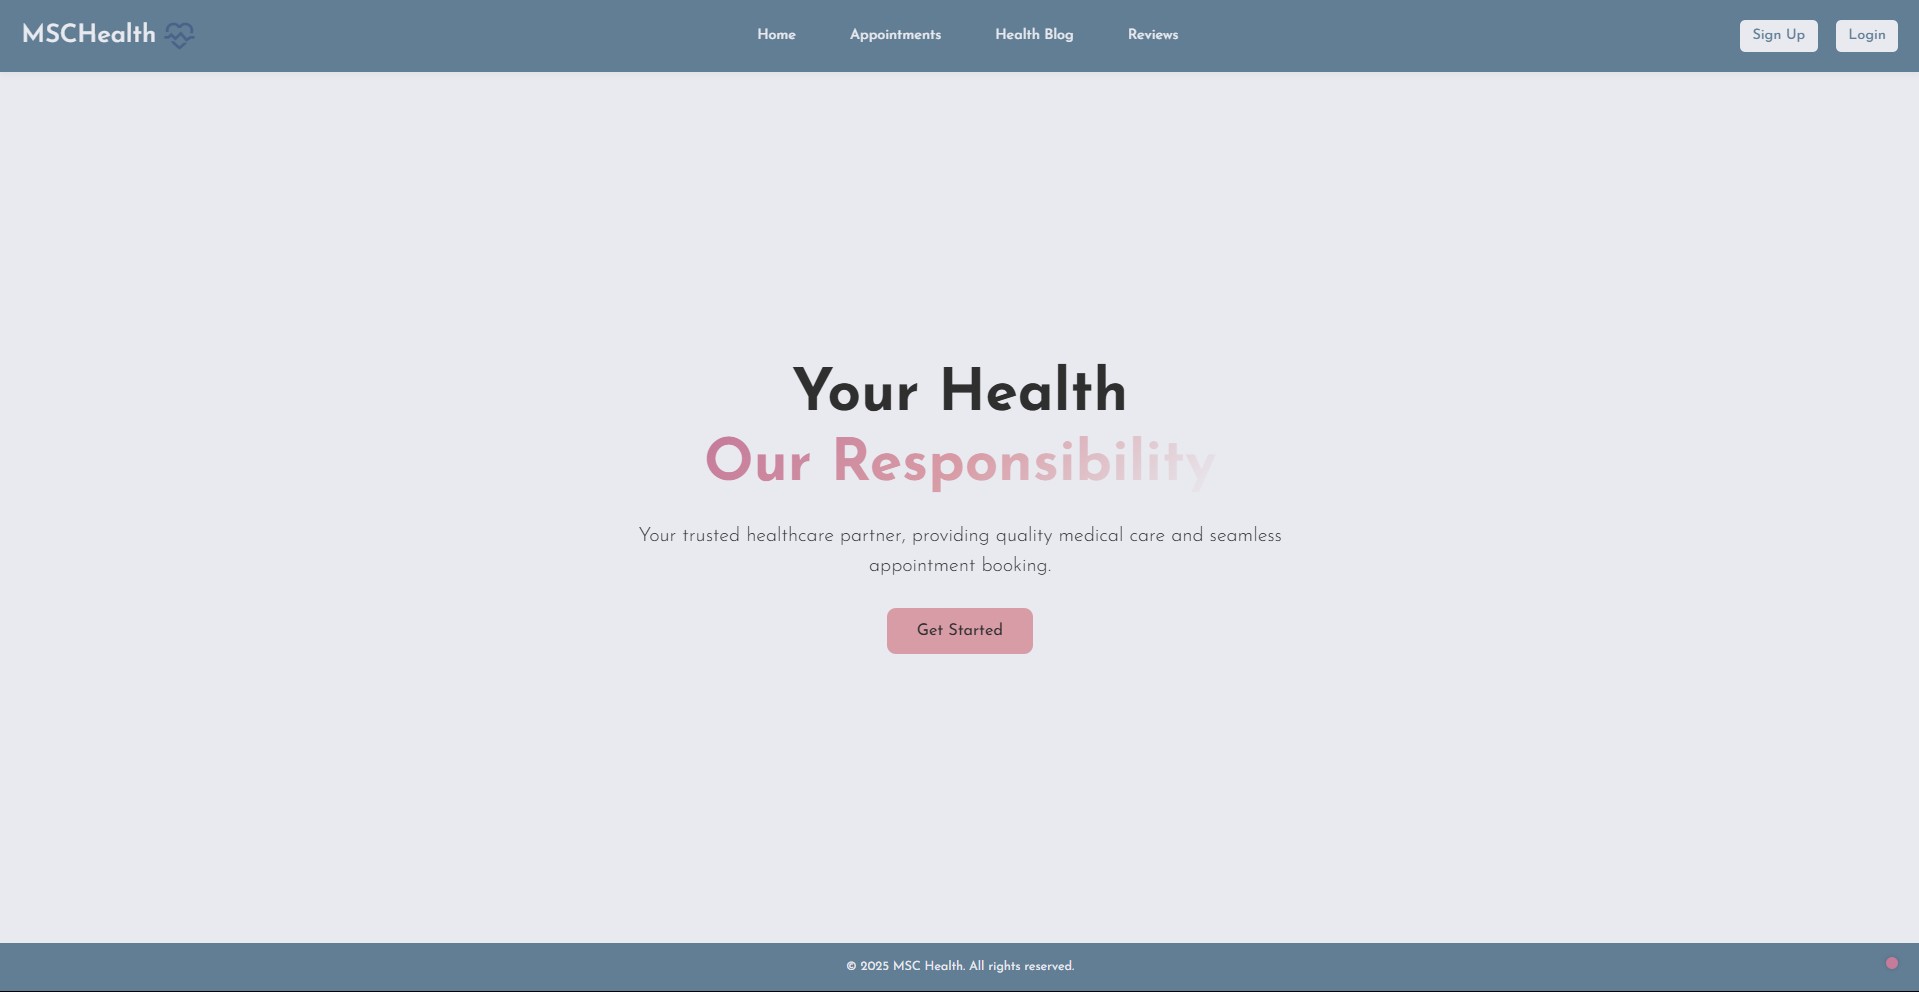 MSCHealth
Home
Appointments
Health Blog
Reviews
Sign Up
Login
Your Health
Our Responsibility
Your trusted healthcare partner, providing quality medical care and seamless
appointment booking.
Get Started
© 2025 MSC Health. All rights reserved.